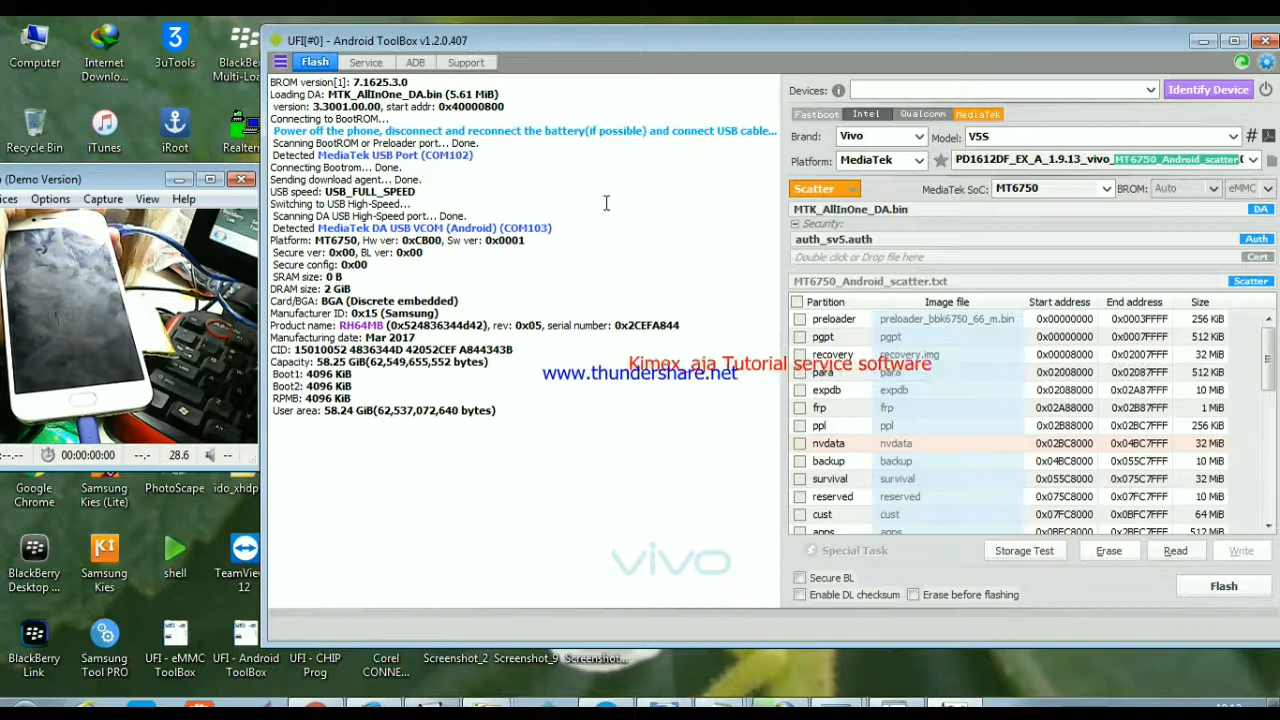 Computer
Internet Downlo...
3uTools
BlackBe Multi-Loa
Recycle Bin
iTunes
iRoot
Realterm
o (Demo Version)
ices Options Capture View Help
--.-- 00:00:00:00 --.- 28.6 --
Google Chrome
Samsung Kies (Lite)
PhotoScape
ido_xhdp
BlackBerry Desktop ...
Samsung Kies
shell
TeamView 12
BlackBerry Link
Samsung Tool PRO
UFI - eMMC ToolBox
UFI - Android ToolBox
UFI - CHIP Prog
Corel CONNE...
Screenshot_2
Screenshot_9
Screenshot...
UFI[#0] - Android ToolBox v1.2.0.407
Flash Service ADB Support
BROM version[1]: 7.1625.3.0
Loading DA: MTK_AllInOne_DA.bin (5.61 MiB)
version: 3.3001.00.00, start addr: 0x40000800
Connecting to BootROM...
Power off the phone, disconnect and reconnect the battery(if possible) and connect USB cable...
Scanning BootROM or Preloader port... Done.
Detected MediaTek USB Port (COM102)
Connecting Bootrom... Done.
Sending download agent... Done.
USB speed: USB_FULL_SPEED
Switching to USB High-Speed...
Scanning DA USB High-Speed port... Done.
Detected MediaTek DA USB VCOM (Android) (COM103)
Platform: MT6750, Hw ver: 0xCB00, Sw ver: 0x0001
Secure ver: 0x00, BL ver: 0x00
Secure config: 0x00
SRAM size: 0 B
DRAM size: 2 GiB
Card/BGA: BGA (Discrete embedded)
Manufacturer ID: 0x15 (Samsung)
Product name: RH64MB (0x524836344d42), rev: 0x05, serial number: 0x2CEFA844
Manufacturing date: Mar 2017
CID: 15010052 4836344D 42052CEF A844343B
Capacity: 58.25 GiB(62,549,655,552 bytes)
Boot1: 4096 KiB
Boot2: 4096 KiB
RPMB: 4096 KiB
User area: 58.24 GiB(62,537,072,640 bytes)
Kimex_aja Tutorial service software
www.thundershare.net
vivo
Devices: Identify Device
Fastboot Intel Qualcomm MediaTek
Brand: Vivo Model: V5S
Platform: MediaTek PD1612DF_EX_A_1.9.13_vivo_MT6750_Android_scatter
Scatter MediaTek SoC: MT6750 BROM: Auto eMMC
MTK_AllInOne_DA.bin DA
Security:
auth_sv5.auth Auth
Double click or Drop file here Cert
MT6750_Android_scatter.txt Scatter
Partition Image file Start address End address Size
preloader preloader_bbk6750_66_m.bin 0x00000000 0x0003FFFF 256 KiB
pgpt pgpt 0x00000000 0x0007FFFF 512 KiB
recovery recovery.img 0x00008000 0x02007FFF 32 MiB
para para 0x02008000 0x02087FFF 512 KiB
expdb expdb 0x02088000 0x02A87FFF 10 MiB
frp frp 0x02A88000 0x02B87FFF 1 MiB
ppl ppl 0x02B88000 0x02BC7FFF 256 KiB
nvdata nvdata 0x02BC8000 0x04BC7FFF 32 MiB
backup backup 0x04BC8000 0x055C7FFF 10 MiB
survival survival 0x055C8000 0x075C7FFF 32 MiB
reserved reserved 0x075C8000 0x07FC7FFF 10 MiB
cust cust 0x07FC8000 0x0BFC7FFF 64 MiB
apps apps 0x0BFC8000 0x2BFC7FFF 512 MiB
Special Task Storage Test Erase Read Write
Secure BL
Enable DL checksum Erase before flashing
Flash